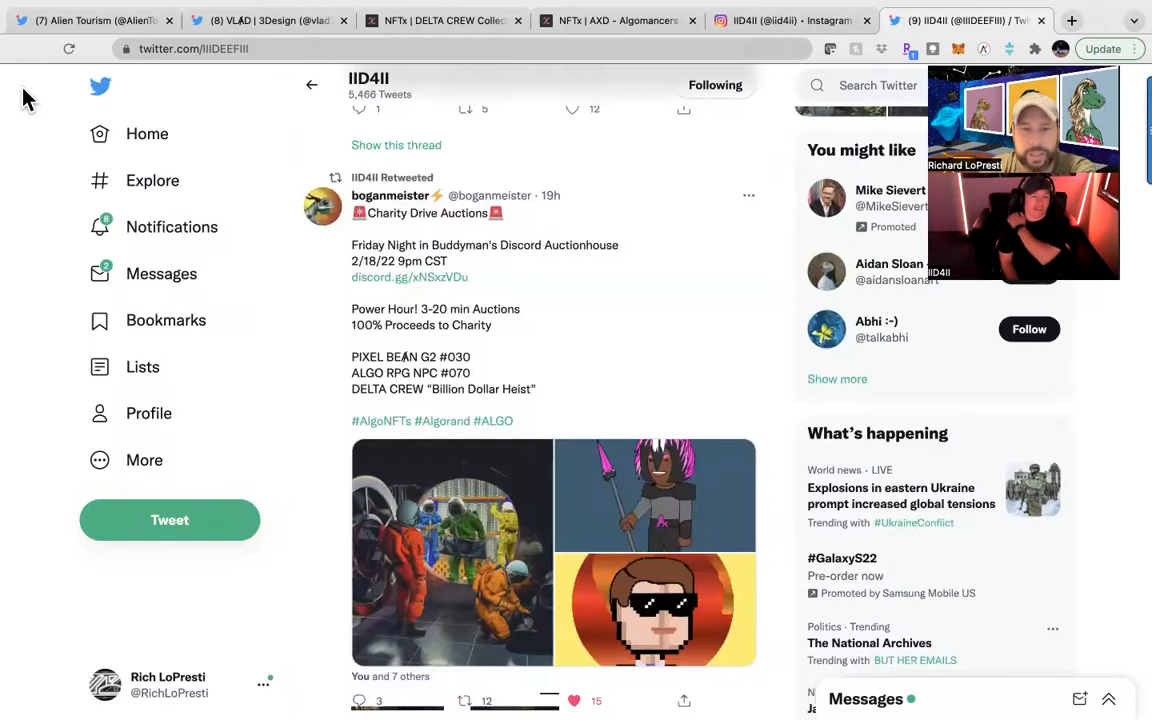 (7) Alien Tourism (@AlienTo
(8) VLAD | 3Design (@vlad
NFTx | DELTA CREW Collec
NFTx | AXD - Algomancers
IID4II (@iid4ii) • Instagram
(9) IID4II (@IIIDEEFIII) / Twi
twitter.com/IIIDEEFIII
1
Update
IID4II
5,466 Tweets
Following
Search Twitter
1 5 12
Show this thread
Home
Explore
8
Notifications
2
Messages
Bookmarks
Lists
Profile
More
Tweet
Rich LoPresti
@RichLoPresti
IID4II Retweeted
boganmeister⚡ @boganmeister · 19h
🚨Charity Drive Auctions🚨
Friday Night in Buddyman's Discord Auctionhouse
2/18/22 9pm CST
discord.gg/xNSxzVDu
Power Hour! 3-20 min Auctions
100% Proceeds to Charity
PIXEL BEAN G2 #030
ALGO RPG NPC #070
DELTA CREW "Billion Dollar Heist"
#AlgoNFTs #Algorand #ALGO
You and 7 others
3 12 15
Richard LoPresti
IID4II
You might like
Mike Sievert
@MikeSievert
Promoted
Aidan Sloan
@aidansloanart
Abhi :-)
@talkabhi
Follow
Show more
What's happening
World news · LIVE
Explosions in eastern Ukraine
prompt increased global tensions
Trending with #UkraineConflict
#GalaxyS22
Pre-order now
Promoted by Samsung Mobile US
Politics · Trending
The National Archives
Trending with BUT HER EMAILS
Messages